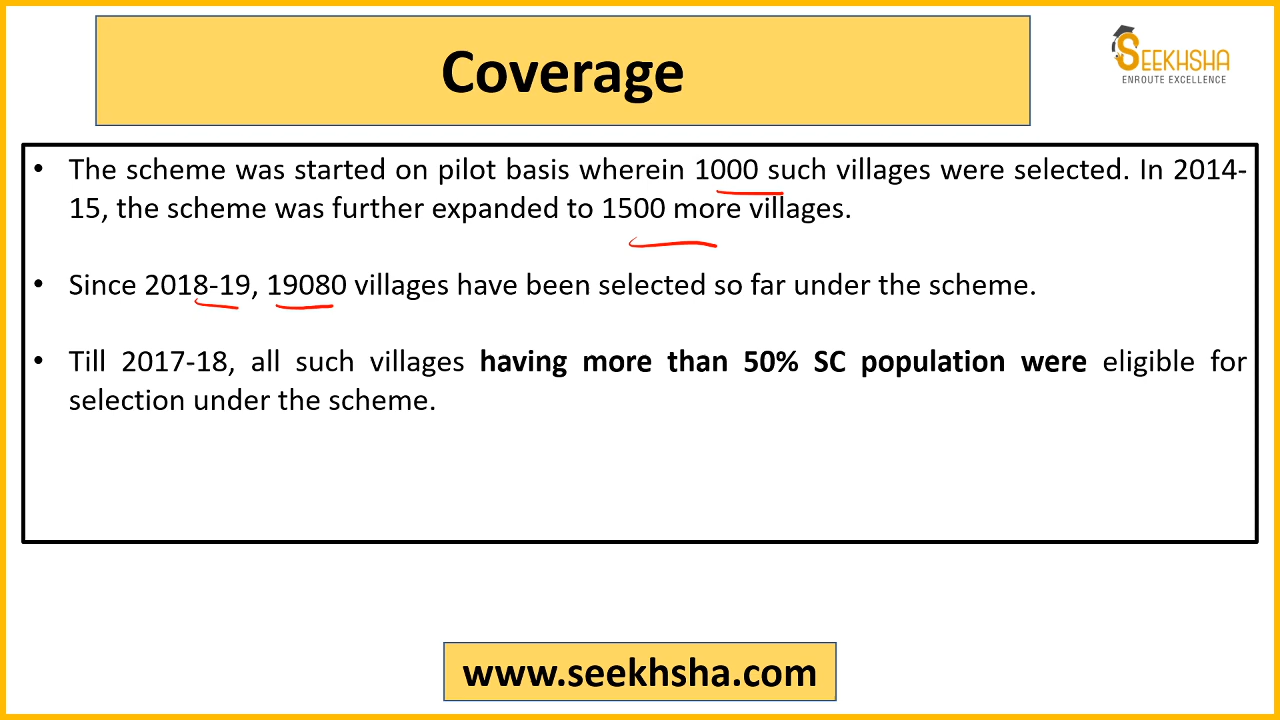 Coverage
SEEKHSHA
ENROUTE EXCELLENCE
• The scheme was started on pilot basis wherein 1000 such villages were selected. In 2014-
15, the scheme was further expanded to 1500 more villages.
• Since 2018-19, 19080 villages have been selected so far under the scheme.
• Till 2017-18, all such villages having more than 50% SC population were eligible for
selection under the scheme.
www.seekhsha.com